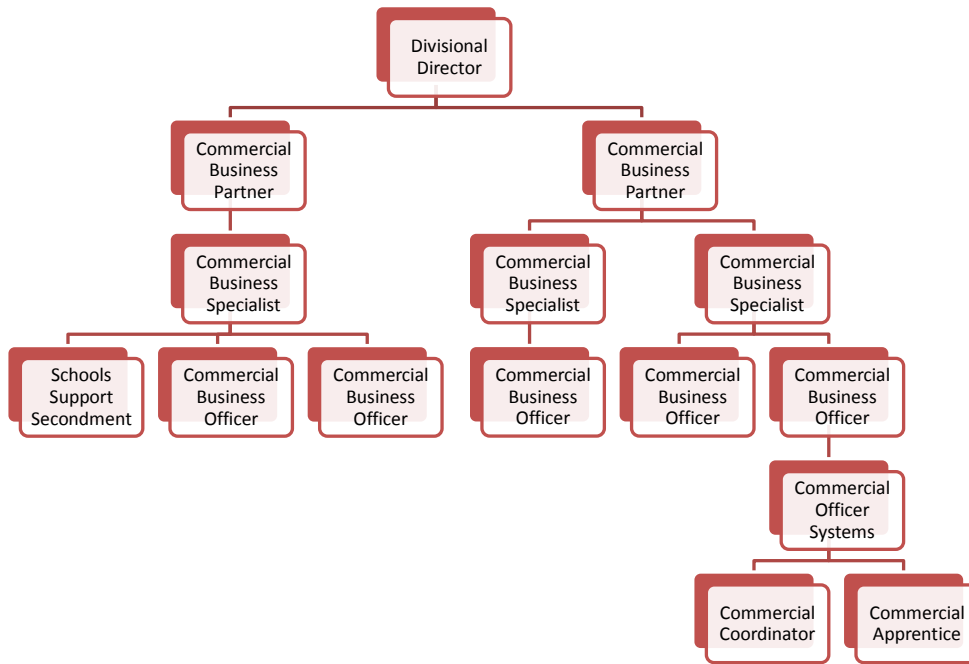 Divisional
Director
Commercial
Business
Partner
Commercial
Business
Partner
Commercial
Business
Specialist
Commercial
Business
Specialist
Commercial
Business
Specialist
Schools
Support
Secondment
Commercial
Business
Officer
Commercial
Business
Officer
Commercial
Business
Officer
Commercial
Business
Officer
Commercial
Business
Officer
Commercial
Officer
Systems
Commercial
Coordinator
Commercial
Apprentice